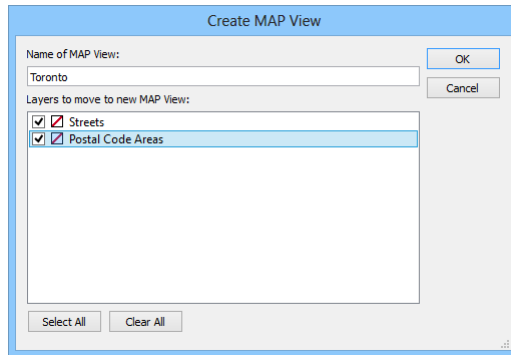 Create MAP View
Name of MAP View:
OK
Toronto
Cancel
Layers to move to new MAP View:
Streets
Postal Code Areas
Select All Clear All